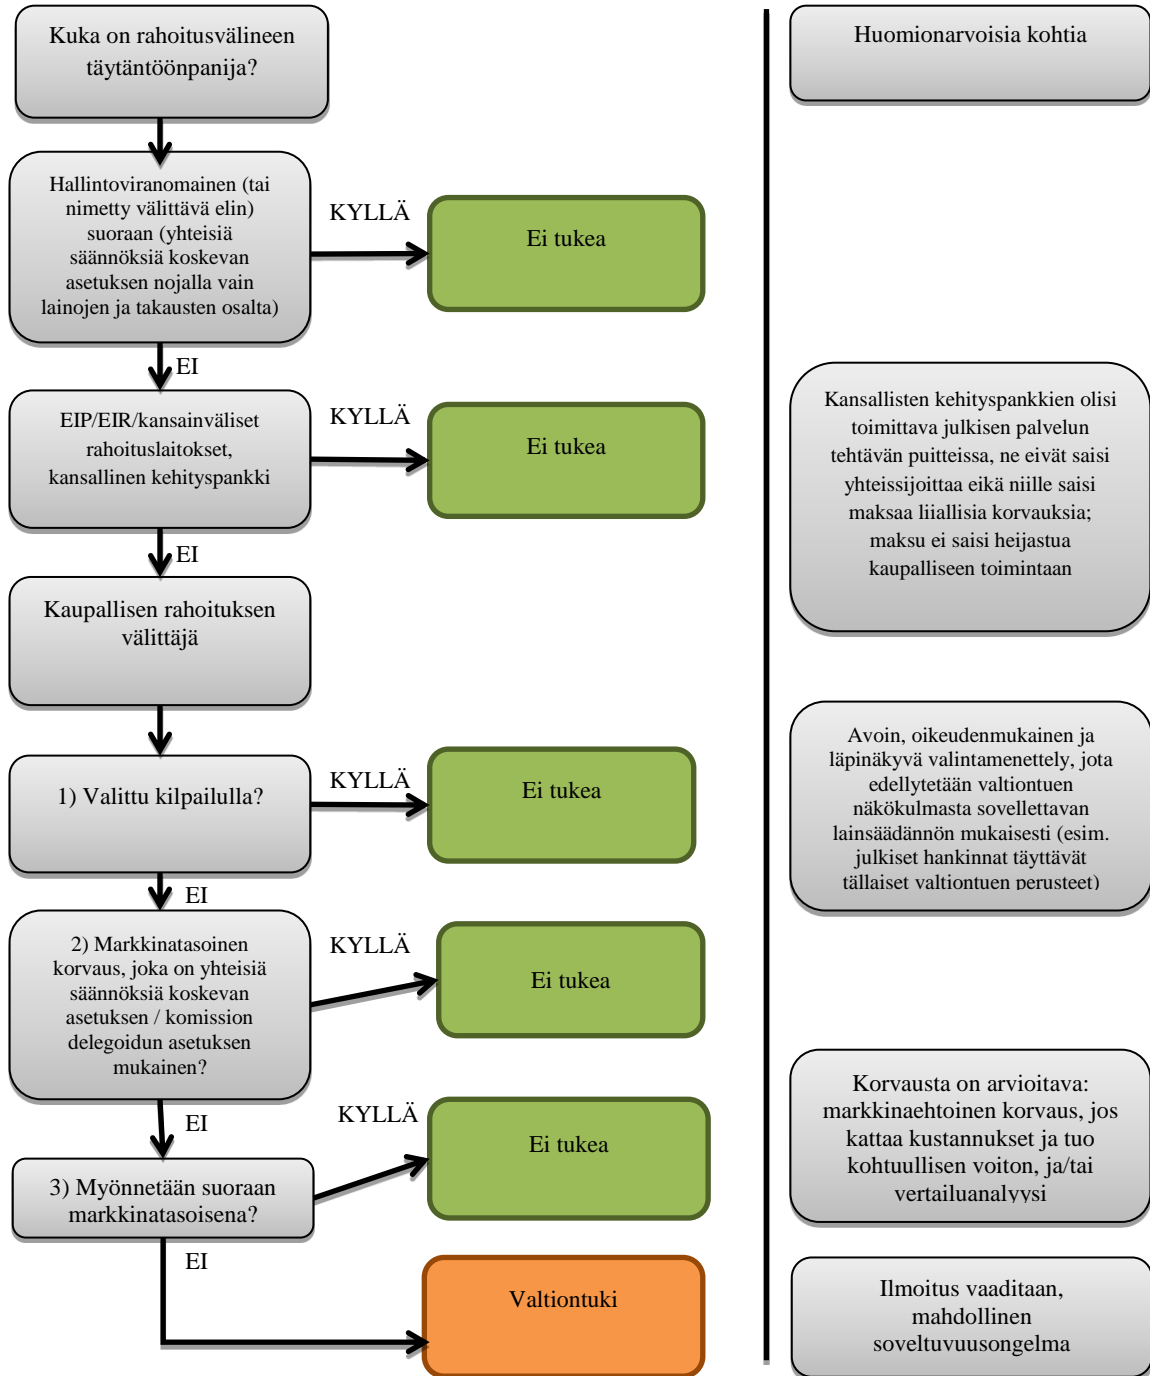 Kuka on rahoitusvälineen
täytäntöönpanija?
Hallintoviranomainen (tai
nimetty välittävä elin)
suoraan (yhteisiä
säännöksiä koskevan
asetuksen nojalla vain
lainojen ja takausten osalta)
KYLLÄ
Ei tukea
EI
EIP/EIR/kansainväliset
rahoituslaitokset,
kansallinen kehityspankki
KYLLÄ
Ei tukea
EI
Kaupallisen rahoituksen
välittäjä
1) Valittu kilpailulla?
KYLLÄ
Ei tukea
EI
2) Markkinatasoinen
korvaus, joka on yhteisiä
säännöksiä koskevan
asetuksen / komission
delegoidun asetuksen
mukainen?
KYLLÄ
Ei tukea
EI
3) Myönnetään suoraan
markkinatasoisena?
KYLLÄ
Ei tukea
EI
Valtiontuki
Huomionarvoisia kohtia
Kansallisten kehityspankkien olisi
toimittava julkisen palvelun
tehtävän puitteissa, ne eivät saisi
yhteissijoittaa eikä niille saisi
maksaa liiallisia korvauksia;
maksu ei saisi heijastua
kaupalliseen toimintaan
Avoin, oikeudenmukainen ja
läpinäkyvä valintamenettely, jota
edellytetään valtiontuen
näkökulmasta sovellettavan
lainsäädännön mukaisesti (esim.
julkiset hankinnat täyttävät
tällaiset valtiontuen perusteet)
Korvausta on arvioitava:
markkinaehtoinen korvaus, jos
kattaa kustannukset ja tuo
kohtuullisen voiton, ja/tai
vertailuanalyysi
Ilmoitus vaaditaan,
mahdollinen
soveltuvuusongelma